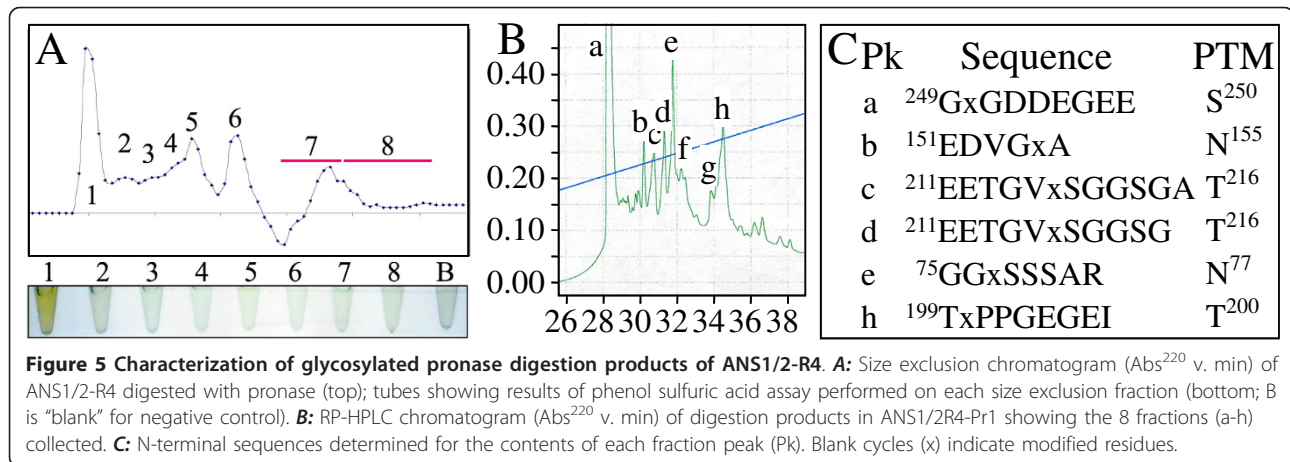 A
1
2
3
4
5
6
7
8
1 2 3 4 5 6 7 8 B
B
0.40
0.30
0.20
0.10
0.00
a
b
c
d
e
f
g
h
26 28 30 32 34 36 38
C Pk Sequence PTM
a ²⁴⁹GxGDDEGEE S²⁵⁰
b ¹⁵¹EDVGxA N¹⁵⁵
c ²¹¹EETGVxSGGSGA T²¹⁶
d ²¹¹EETGVxSGGSG T²¹⁶
e ⁷⁵GGxSSSAR N⁷⁷
h ¹⁹⁹TxPPGEGEI T²⁰⁰
Figure 5 Characterization of glycosylated pronase digestion products of ANS1/2-R4. A: Size exclusion chromatogram (Abs²²⁰ v. min) of
ANS1/2-R4 digested with pronase (top); tubes showing results of phenol sulfuric acid assay performed on each size exclusion fraction (bottom; B
is "blank" for negative control). B: RP-HPLC chromatogram (Abs²²⁰ v. min) of digestion products in ANS1/2R4-Pr1 showing the 8 fractions (a-h)
collected. C: N-terminal sequences determined for the contents of each fraction peak (Pk). Blank cycles (x) indicate modified residues.